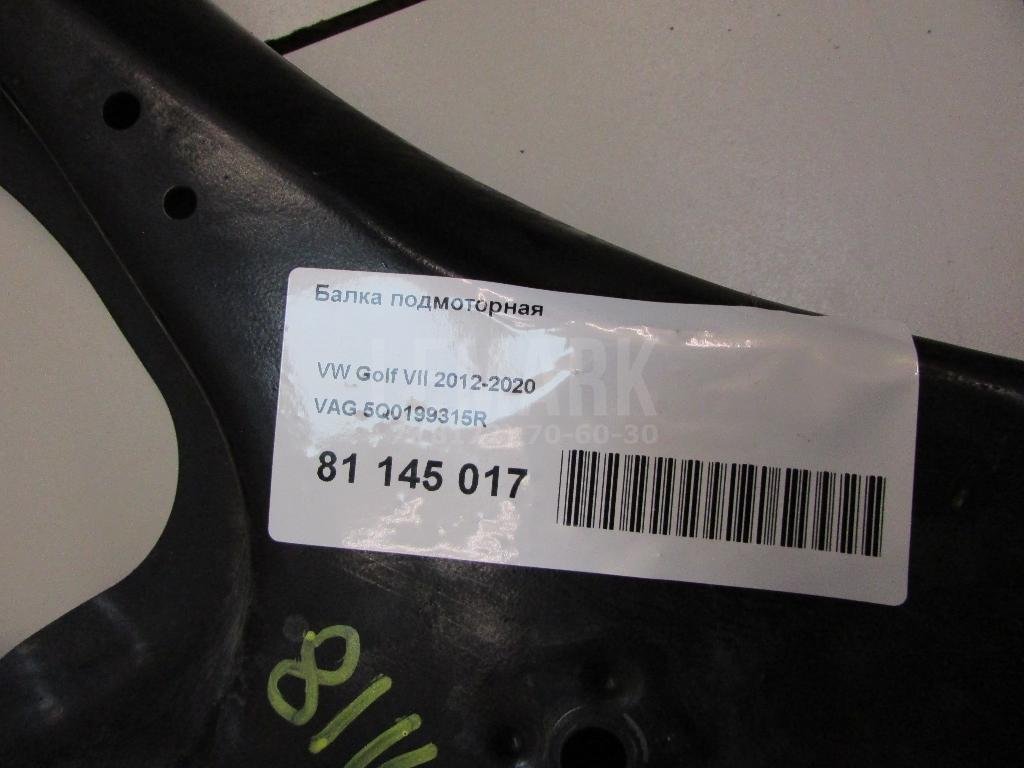 Балка подмоторная
VW Golf VII 2012-2020
VAG 5Q0199315R
81 145 017